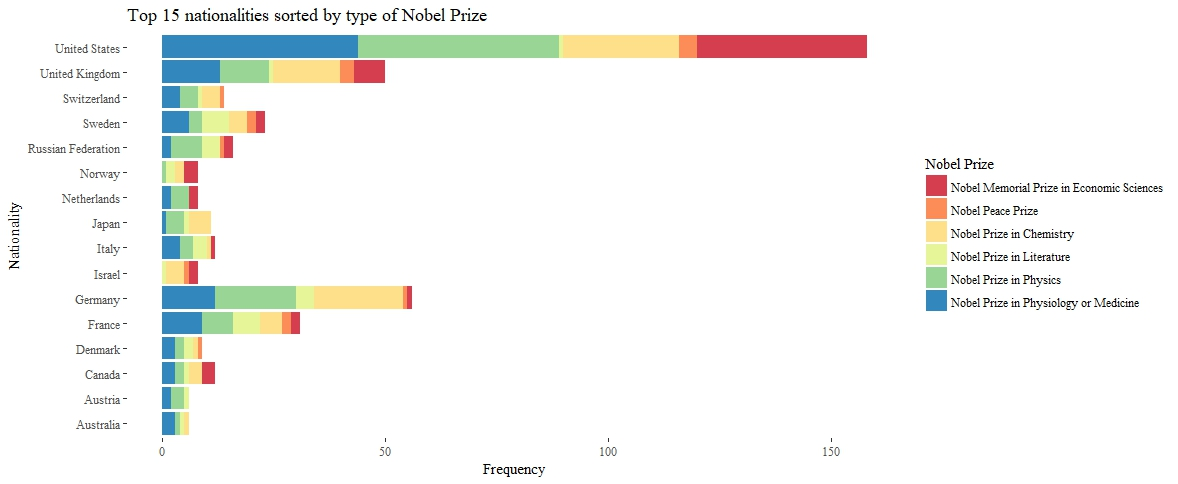 Top 15 nationalities sorted by type of Nobel Prize
United States
United Kingdom
Switzerland
Sweden
Russian Federation
Norway
Netherlands
Japan
Italy
Israel
Germany
France
Denmark
Canada
Austria
Australia
Nationality
0
50
100
150
Frequency
Nobel Prize
Nobel Memorial Prize in Economic Sciences
Nobel Peace Prize
Nobel Prize in Chemistry
Nobel Prize in Literature
Nobel Prize in Physics
Nobel Prize in Physiology or Medicine